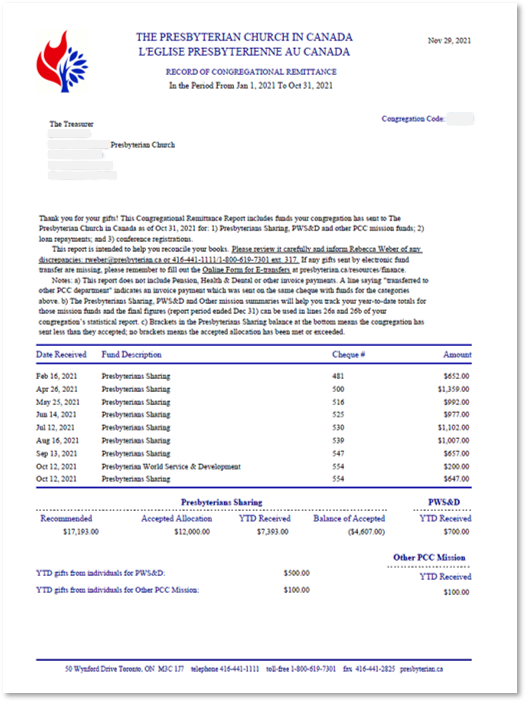 THE PRESBYTERIAN CHURCH IN CANADA
L'EGLISE PRESBYTERIENNE AU CANADA
Nov 29, 2021
RECORD OF CONGREGATIONAL REMITTANCE
In the Period From Jan 1, 2021 To Oct 31, 2021
Congregation Code:
The Treasurer
Presbyterian Church
Thank you for your gifts! This Congregational Remittance Report includes funds your congregation has sent to The
Presbyterian Church in Canada as of Oct 31, 2021 for: 1) Presbyterians Sharing, PWS&D and other PCC mission funds; 2)
loan repayments; and 3) conference registrations.
This report is intended to help you reconcile your books. Please review it carefully and inform Rebecca Weber of any
discrepancies: rweber@presbyterian.ca or 416-441-1111/1-800-619-7301 ext. 317. If any gifts sent by electronic fund
transfer are missing, please remember to fill out the Online Form for E-transfers at presbyterian.ca/resources/finance.
Notes: a) This report does not include Pension, Health & Dental or other invoice payments. A line saying "transferred to
other PCC department" indicates an invoice payment which was sent on the same cheque with funds for the categories
above. b) The Presbyterians Sharing, PWS&D and Other mission summaries will help you track your year-to-date totals for
those mission funds and the final figures (report ended Dec 31) can be used in lines 26a and 26b of your
congregation's statistical report. c) Brackets in the Presbyterians Sharing balance at the bottom means the congregation has
sent less than they accepted; no brackets means the accepted allocation has been met or exceeded.
Date Received Fund Description Cheque # Amount
Feb 16, 2021 Presbyterians Sharing 481 $652.00
Apr 26, 2021 Presbyterians Sharing 500 $1,359.00
May 25, 2021 Presbyterians Sharing 516 $992.00
Jun 14, 2021 Presbyterians Sharing 525 $977.00
Jul 12, 2021 Presbyterians Sharing 530 $1,102.00
Aug 16, 2021 Presbyterians Sharing 539 $1,007.00
Sep 13, 2021 Presbyterians Sharing 547 $657.00
Oct 12, 2021 Presbyterian World Service & Development 554 $200.00
Oct 12, 2021 Presbyterians Sharing 554 $647.00
Presbyterians Sharing PWS&D
Recommended Accepted Allocation YTD Received Balance of Accepted YTD Received
$17,193.00 $12,000.00 $7,393.00 ($4,607.00) $700.00
Other PCC Mission
YTD gifts from individuals for PWS&D: $500.00 YTD Received
YTD gifts from individuals for Other PCC Mission: $100.00 $100.00
50 Wynford Drive Toronto, ON M3C 1J7 telephone 416-441-1111 toll-free 1-800-619-7301 fax 416-441-2825 presbyterian.ca